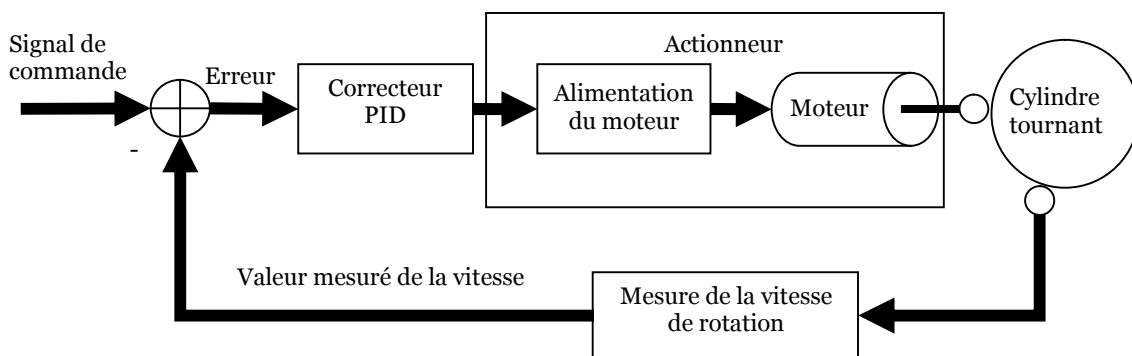 Signal de
commande
Erreur
Correcteur
PID
Actionneur
Alimentation
du moteur
Moteur
Cylindre
tournant
-
Valeur mesuré de la vitesse
Mesure de la vitesse
de rotation